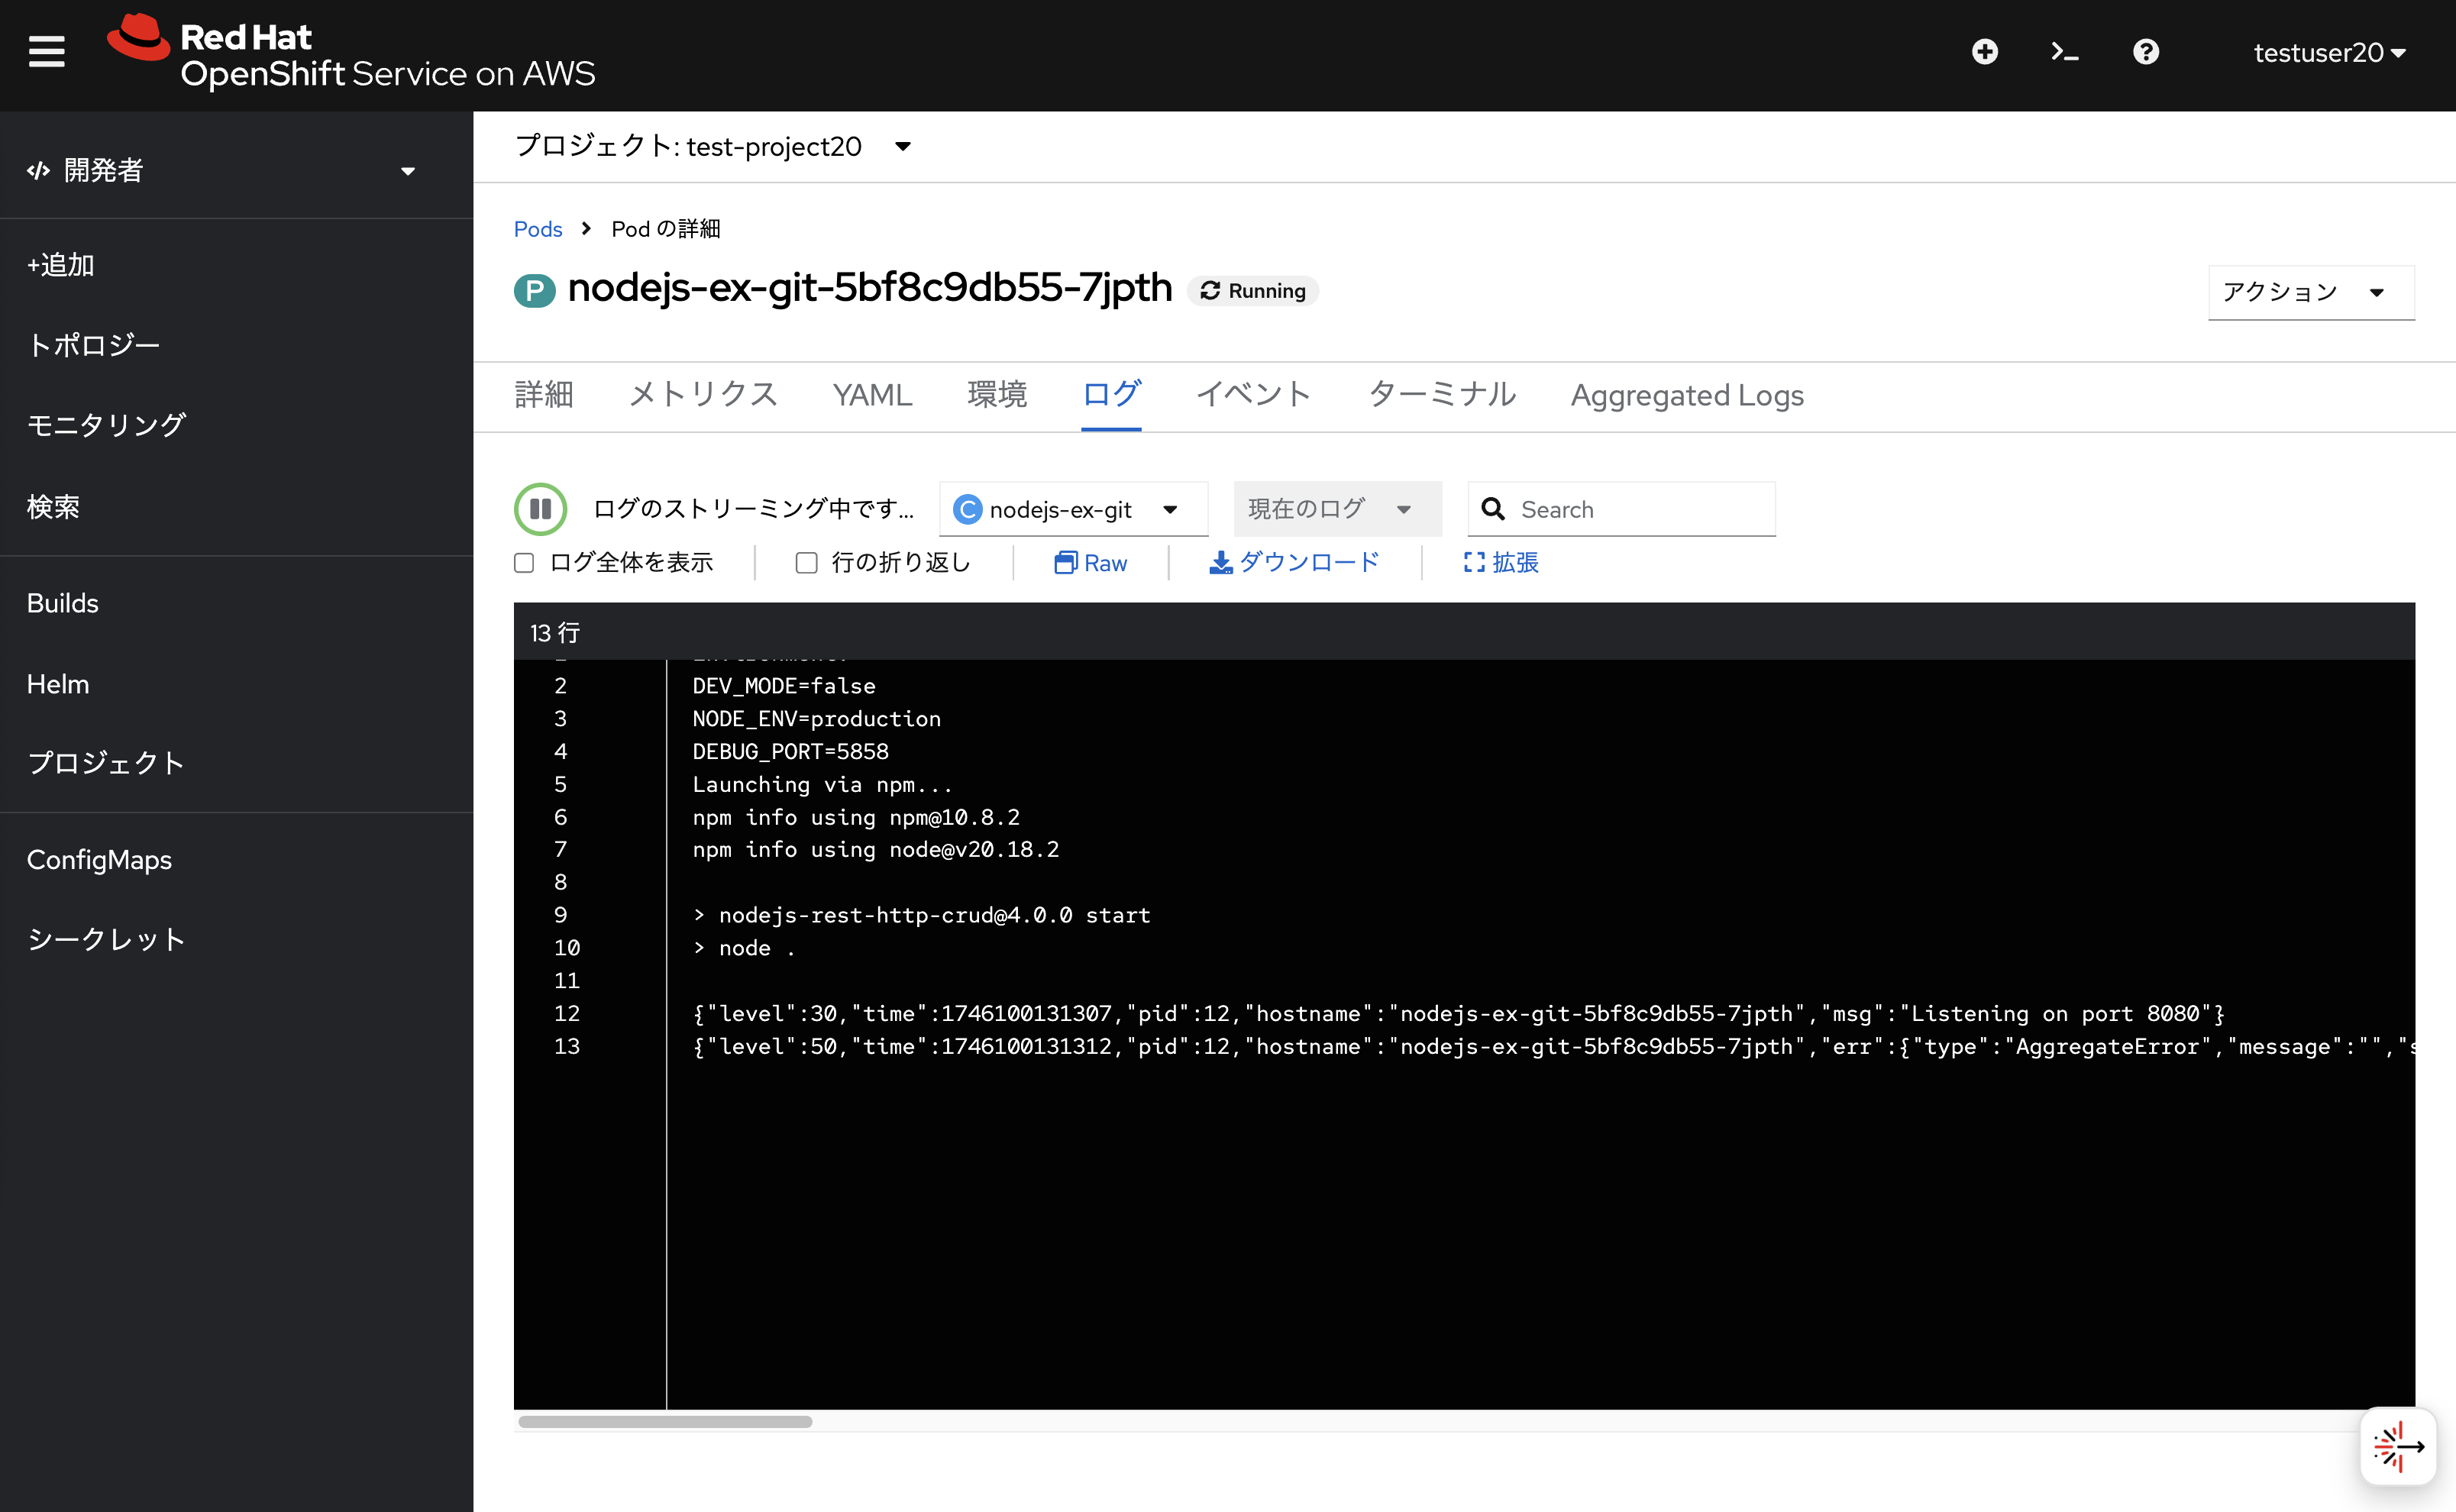 Red Hat
OpenShift Service on AWS
testuser20
開発者
+追加
トポロジー
モニタリング
検索
Builds
Helm
プロジェクト
ConfigMaps
シークレット
プロジェクト: test-project20
Pods > Pod の詳細
P nodejs-ex-git-5bf8c9db55-7jpth Running
アクション
詳細 メトリクス YAML 環境 ログ イベント ターミナル Aggregated Logs
ログのストリーミング中です... C nodejs-ex-git 現在のログ Search
ログ全体を表示 行の折り返し Raw ダウンロード 拡張
13 行
2 DEV_MODE=false
3 NODE_ENV=production
4 DEBUG_PORT=5858
5 Launching via npm...
6 npm info using npm@10.8.2
7 npm info using node@v20.18.2
8
9 > nodejs-rest-http-crud@4.0.0 start
10 > node .
11
12 {"level":30,"time":1746100131307,"pid":12,"hostname":"nodejs-ex-git-5bf8c9db55-7jpth","msg":"Listening on port 8080"}
13 {"level":50,"time":1746100131312,"pid":12,"hostname":"nodejs-ex-git-5bf8c9db55-7jpth","err":{"type":"AggregateError","message":"","s